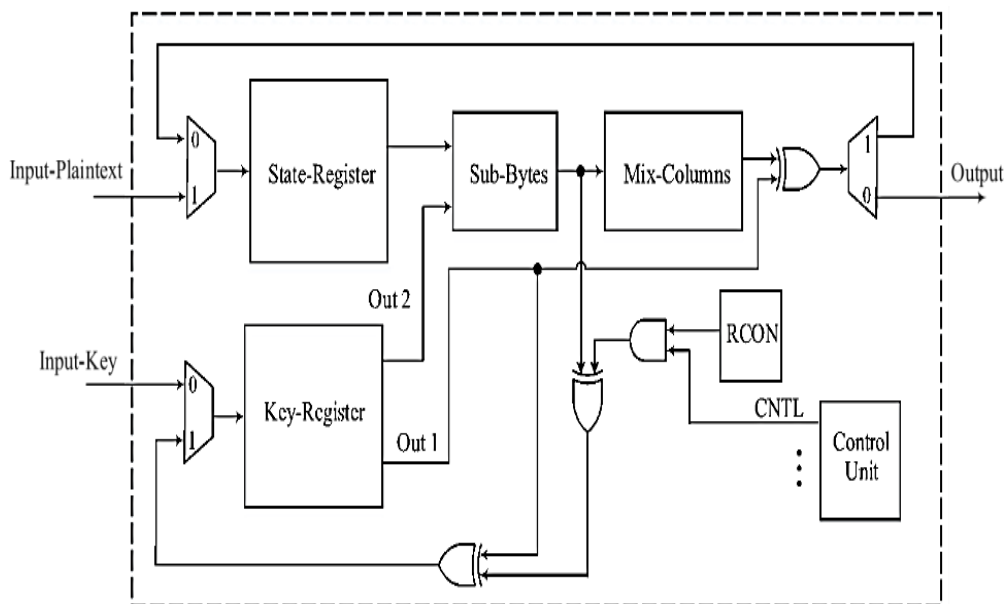 0
1
Input-Plaintext
State-Register
Sub-Bytes
Mix-Columns
1
0
Output
Out 2
RCON
Input-Key
0
1
Key-Register
Out 1
CNTL
Control
Unit